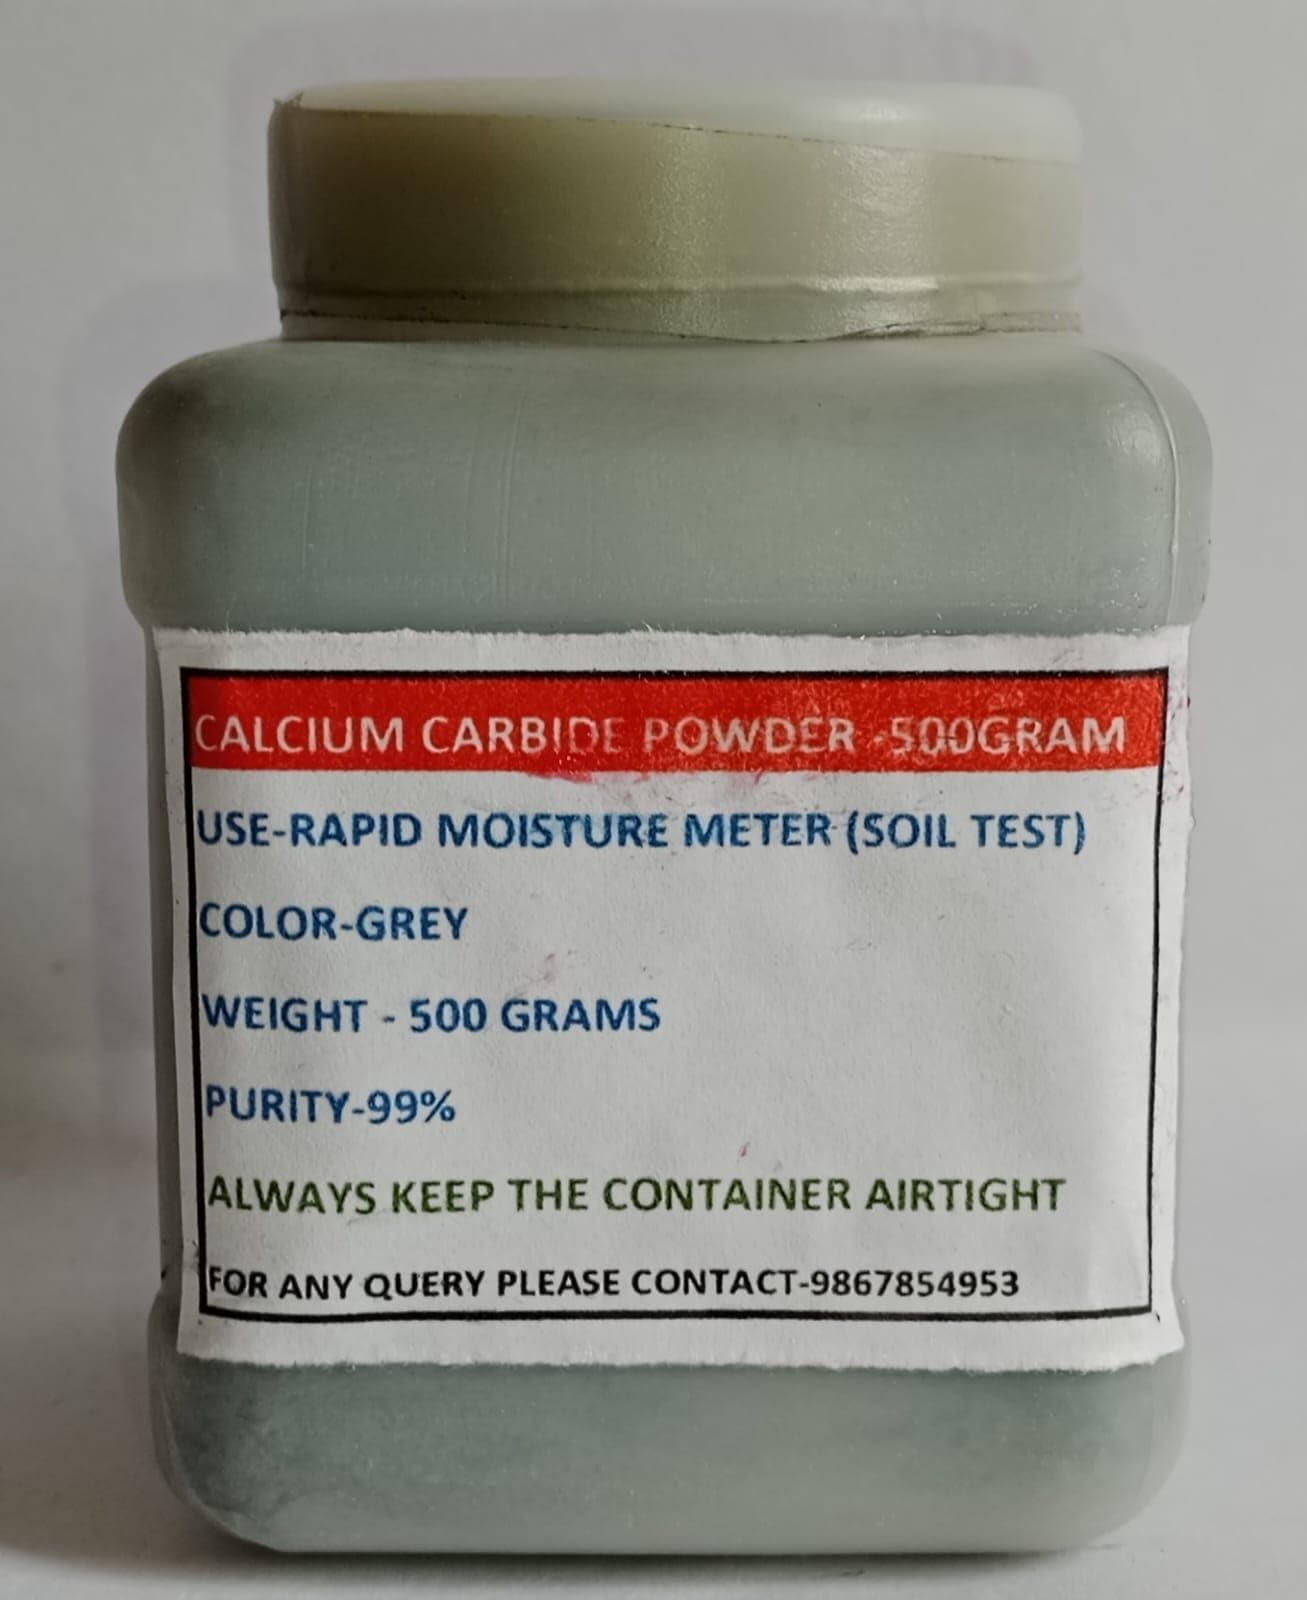 CALCIUM CARBIDE POWDER -500GRAM
USE-RAPID MOISTURE METER (SOIL TEST)
COLOR-GREY
WEIGHT - 500 GRAMS
PURITY-99%
ALWAYS KEEP THE CONTAINER AIRTIGHT
FOR ANY QUERY PLEASE CONTACT-9867854953